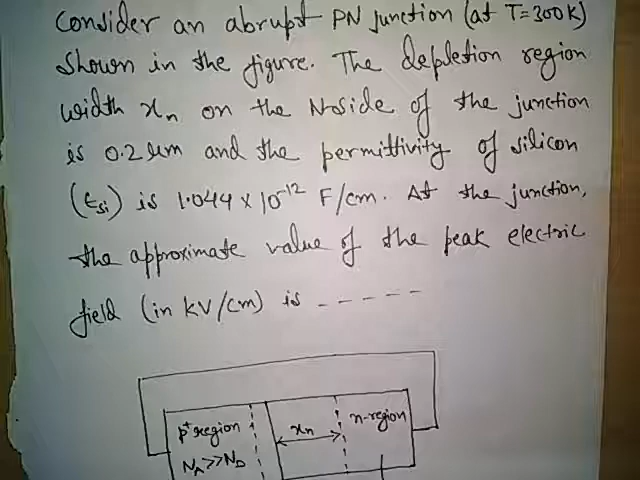 Consider an abrupt PN junction (at T=300K)
Shown in the figure. The depletion region
width xn on the N-side of the junction
is 0.2 μm and the permittivity of silicon
(εsi) is 1.044 × 10⁻¹² F/cm. At the junction,
the approximate value of the peak electric
field (in kV/cm) is -----
p⁺region xn n-region
NA>>ND